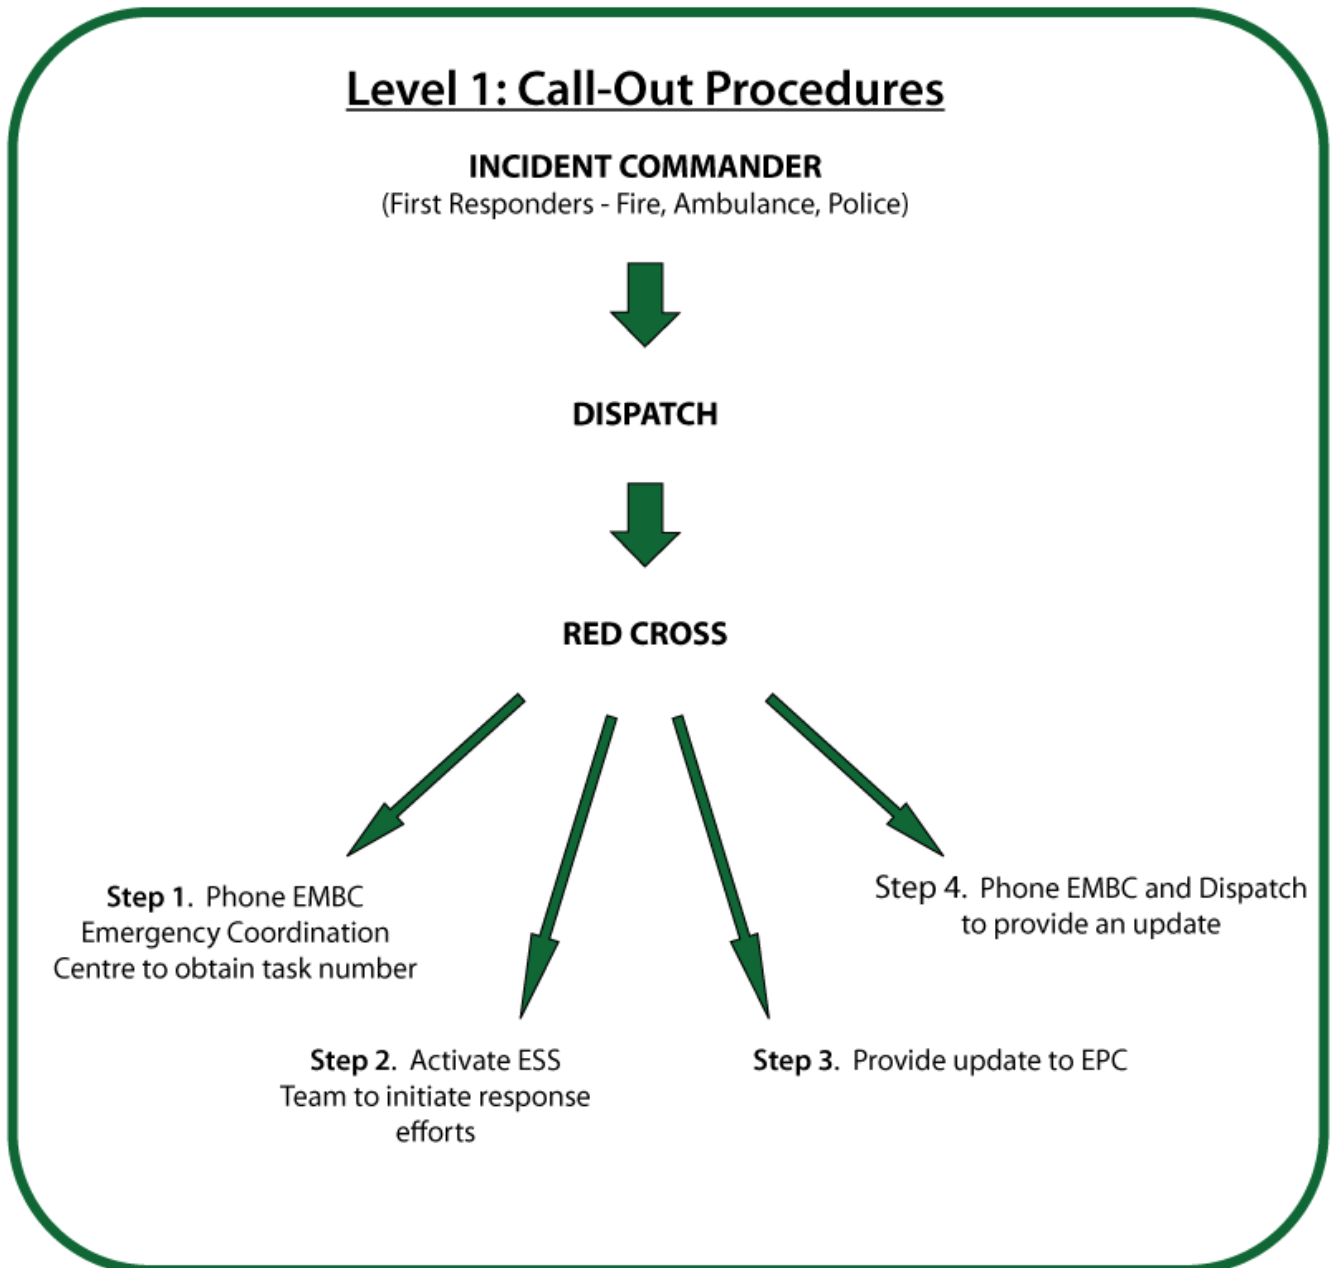 Level 1: Call-Out Procedures
INCIDENT COMMANDER
(First Responders - Fire, Ambulance, Police)
DISPATCH
RED CROSS
Step 1. Phone EMBC
Emergency Coordination
Centre to obtain task number
Step 2. Activate ESS
Team to initiate response
efforts
Step 3. Provide update to EPC
Step 4. Phone EMBC and Dispatch
to provide an update